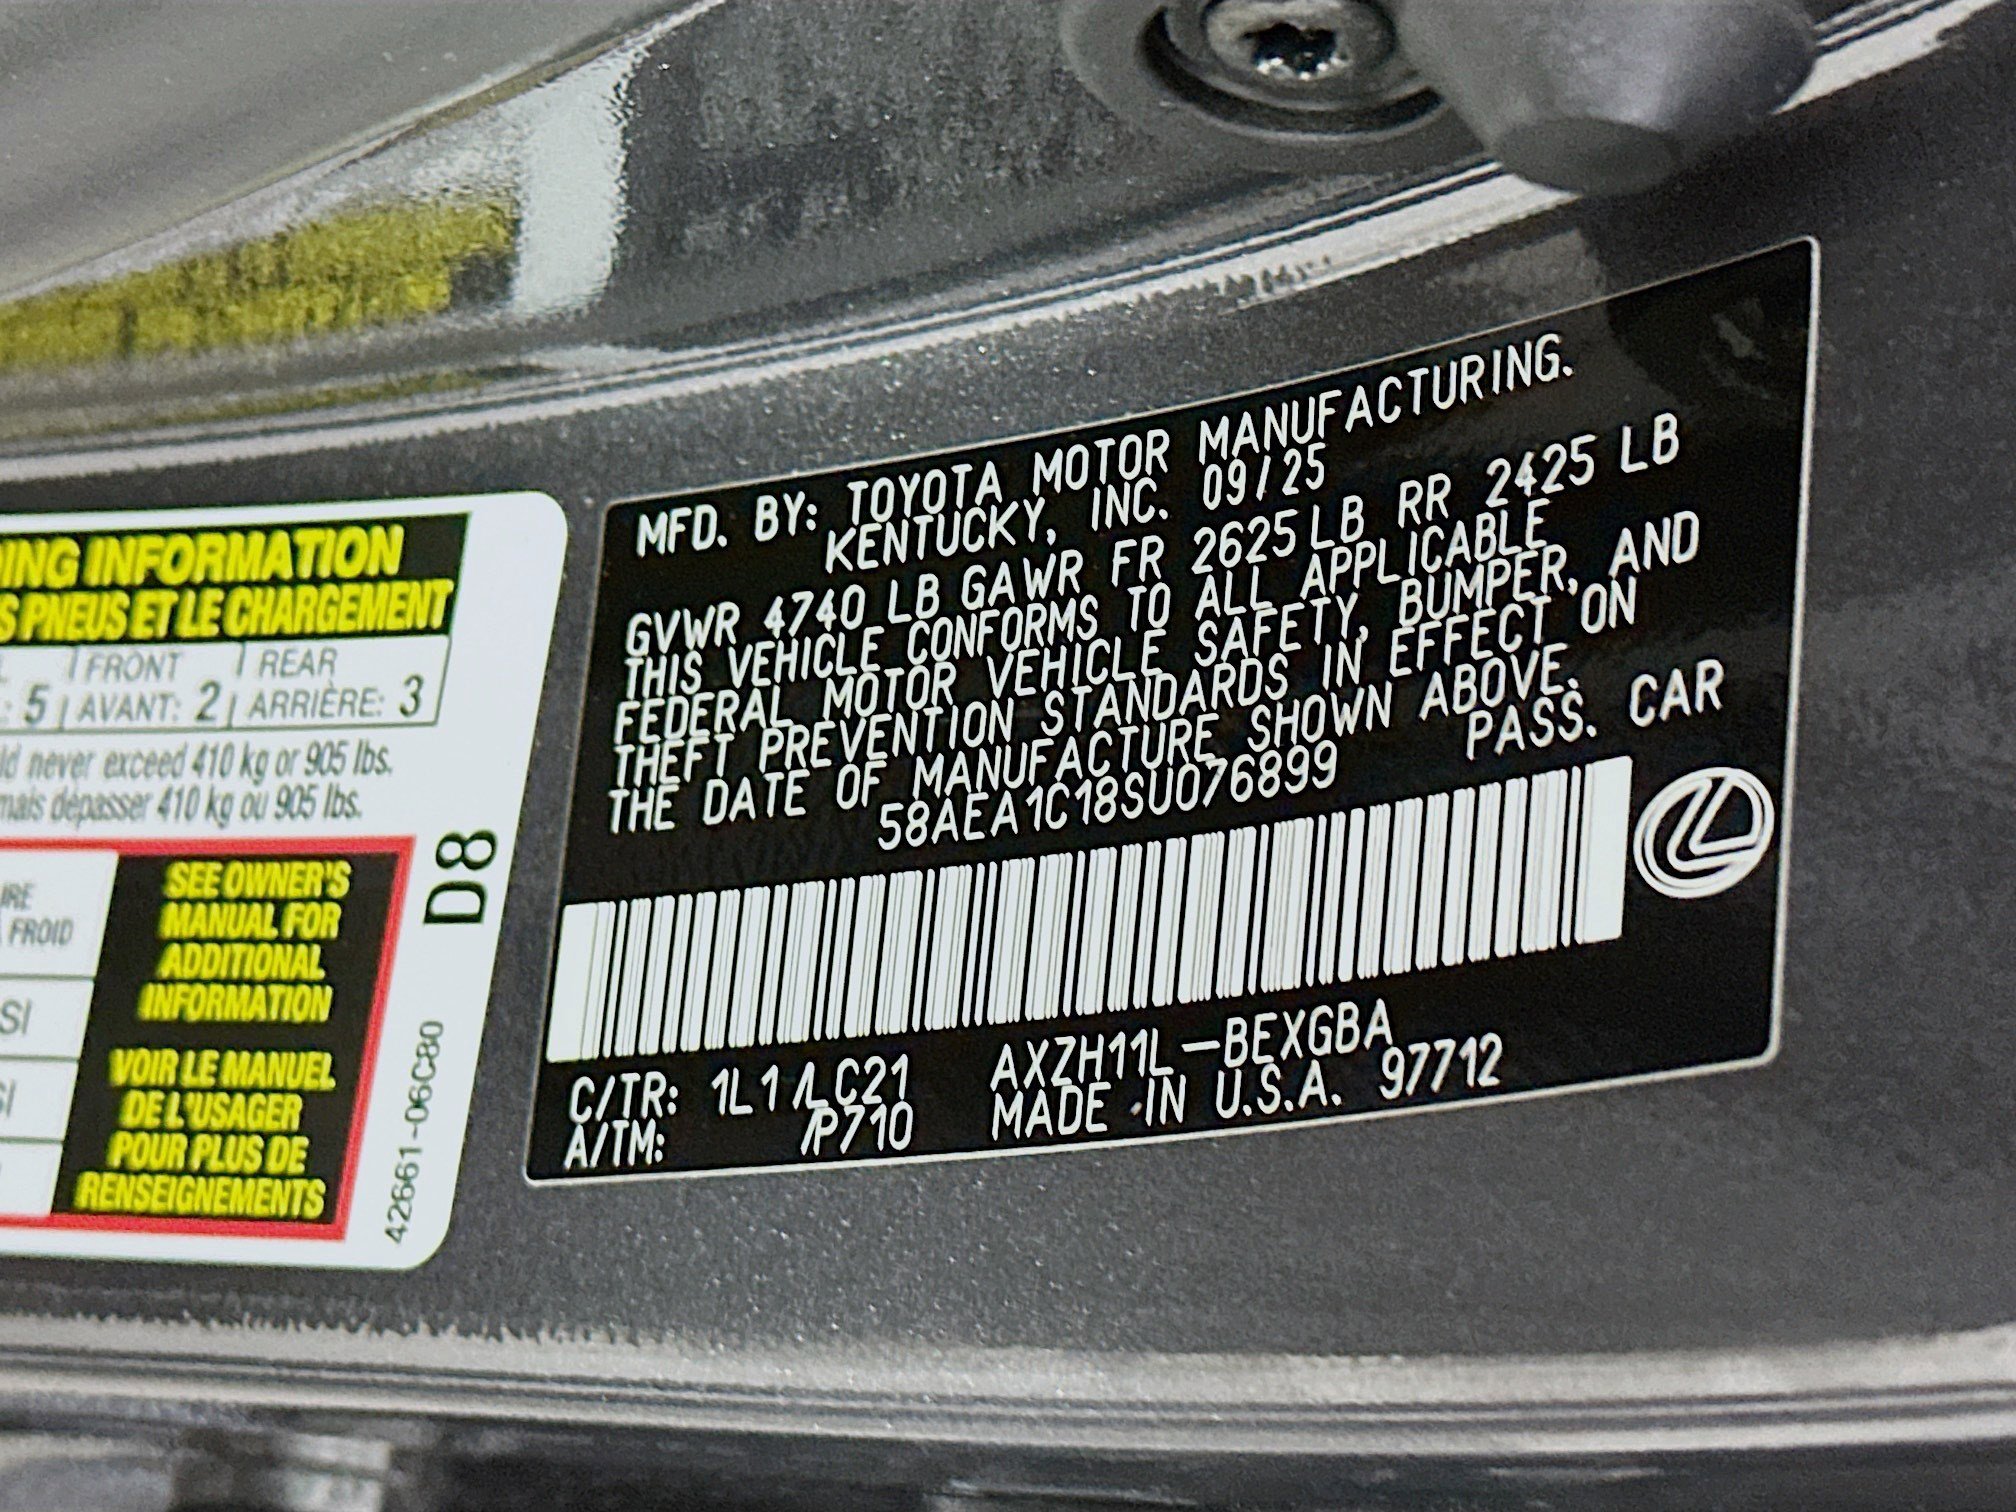 ING INFORMATION
S PNEUS ET LE CHARGEMENT
FRONT REAR
: 5 AVANT: 2 ARRIÈRE: 3
ld never exceed 410 kg or 905 lbs.
mais dépasser 410 kg ou 905 lbs.
IRE
FROID
SI
SI
SEE OWNER'S
MANUAL FOR
ADDITIONAL
INFORMATION
VOIR LE MANUEL
DE L'USAGER
POUR PLUS DE
RENSEIGNEMENTS
D8
42661-06C80
MFD. BY: TOYOTA MOTOR MANUFACTURING.
KENTUCKY, INC. 09/25
GVWR 4740 LB GAWR FR 2625 LB RR 2425 LB
THIS VEHICLE CONFORMS TO ALL APPLICABLE
FEDERAL MOTOR VEHICLE SAFETY, BUMPER, AND
THEFT PREVENTION STANDARDS IN EFFECT ON
THE DATE OF MANUFACTURE SHOWN ABOVE.
58AEA1C18SU076899 PASS. CAR
C/TR: 1L1/LC21 AXZH11L-BEXGBA
A/TM: /P710 MADE IN U.S.A. 97712